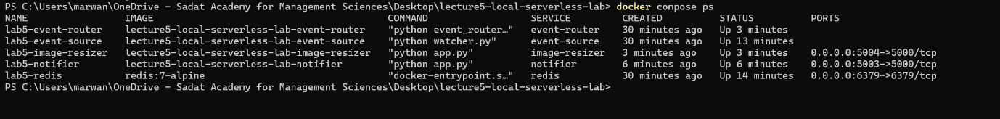 PS C:\Users\marwan\OneDrive - Sadat Academy for Management Sciences\Desktop\lecture5-local-serverless-lab> docker compose ps
NAME IMAGE COMMAND SERVICE CREATED STATUS PORTS
lab5-event-router lecture5-local-serverless-lab-event-router "python event_router…" event-router 30 minutes ago Up 3 minutes
lab5-event-source lecture5-local-serverless-lab-event-source "python watcher.py" event-source 30 minutes ago Up 13 minutes
lab5-image-resizer lecture5-local-serverless-lab-image-resizer "python app.py" image-resizer 3 minutes ago Up 3 minutes 0.0.0.0:5004->5000/tcp
lab5-notifier lecture5-local-serverless-lab-notifier "python app.py" notifier 6 minutes ago Up 6 minutes 0.0.0.0:5003->5000/tcp
lab5-redis redis:7-alpine "docker-entrypoint.s…" redis 30 minutes ago Up 14 minutes 0.0.0.0:6379->6379/tcp
PS C:\Users\marwan\OneDrive - Sadat Academy for Management Sciences\Desktop\lecture5-local-serverless-lab>